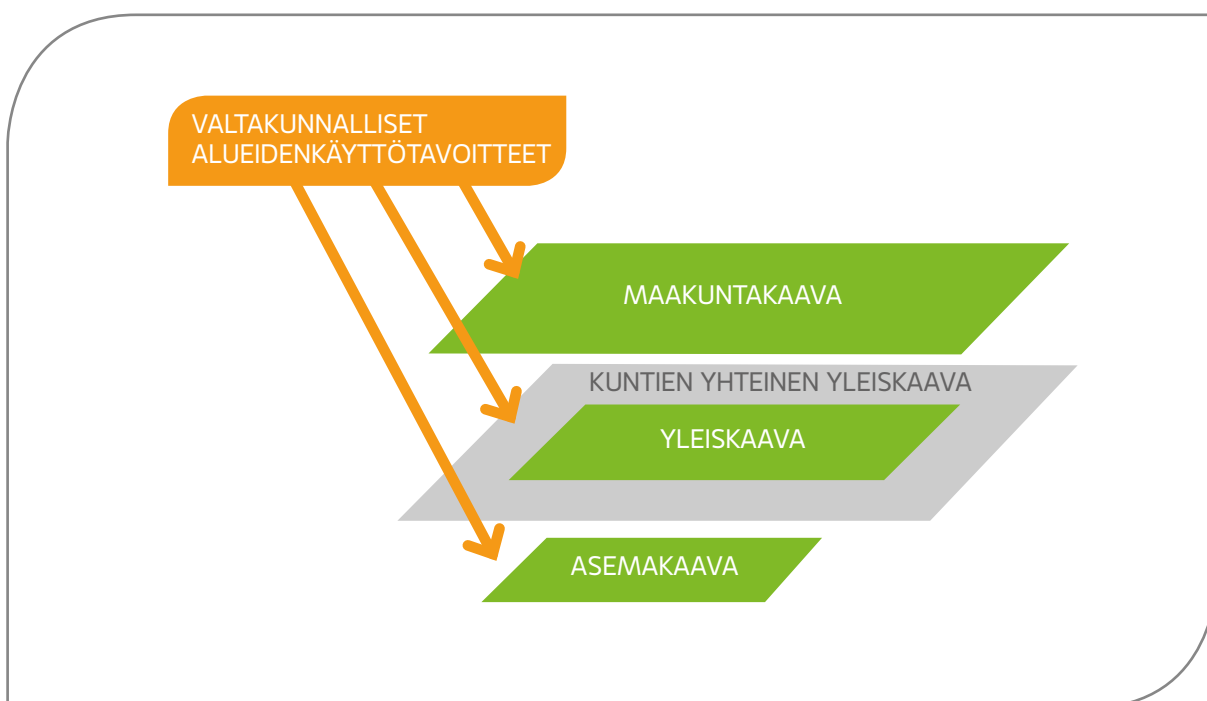 VALTAKUNNALLISET
ALUEIDENKÄYTTÖTAVOITTEET
MAAKUNTAKAAVA
KUNTIEN YHTEINEN YLEISKAAVA
YLEISKAAVA
ASEMAKAAVA